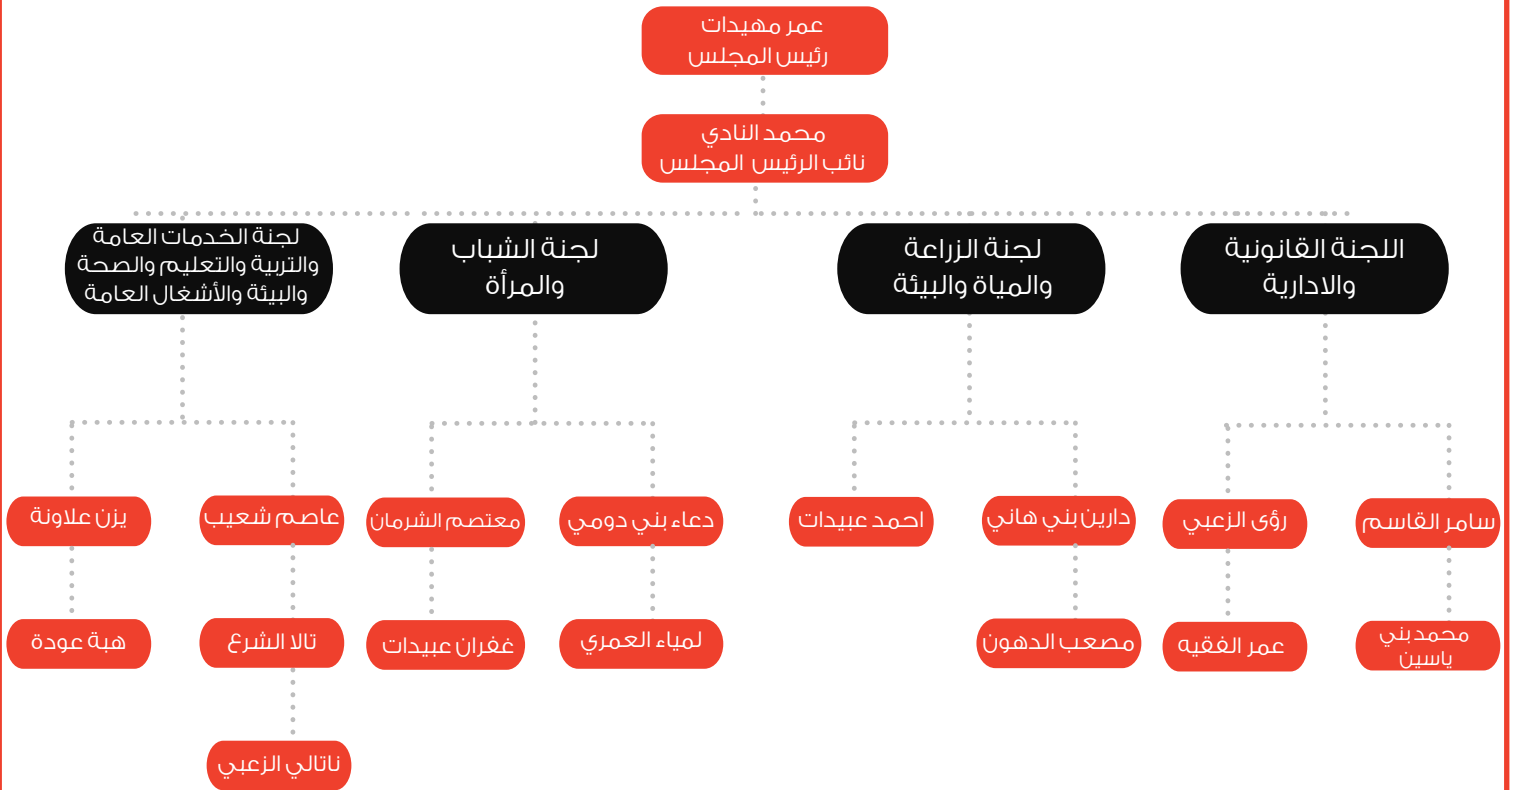 عمر مهيدات
رئيس المجلس
محمد النادي
نائب الرئيس المجلس
اللجنة القانونية
والادارية
لجنة الزراعة
والمياة والبيئة
لجنة الشباب
والمرأة
لجنة الخدمات العامة
والتربية والتعليم والصحة
والبيئة والأشغال العامة
سامر القاسم
رؤى الزعبي
دارين بني هاني
احمد عبيدات
دعاء بني دومي
معتصم الشرمان
عاصم شعيب
يزن علاونة
محمد بني
ياسين
عمر الفقيه
مصعب الدهون
لمياء العمري
غفران عبيدات
تالا الشرع
هبة عودة
ناتالي الزعبي